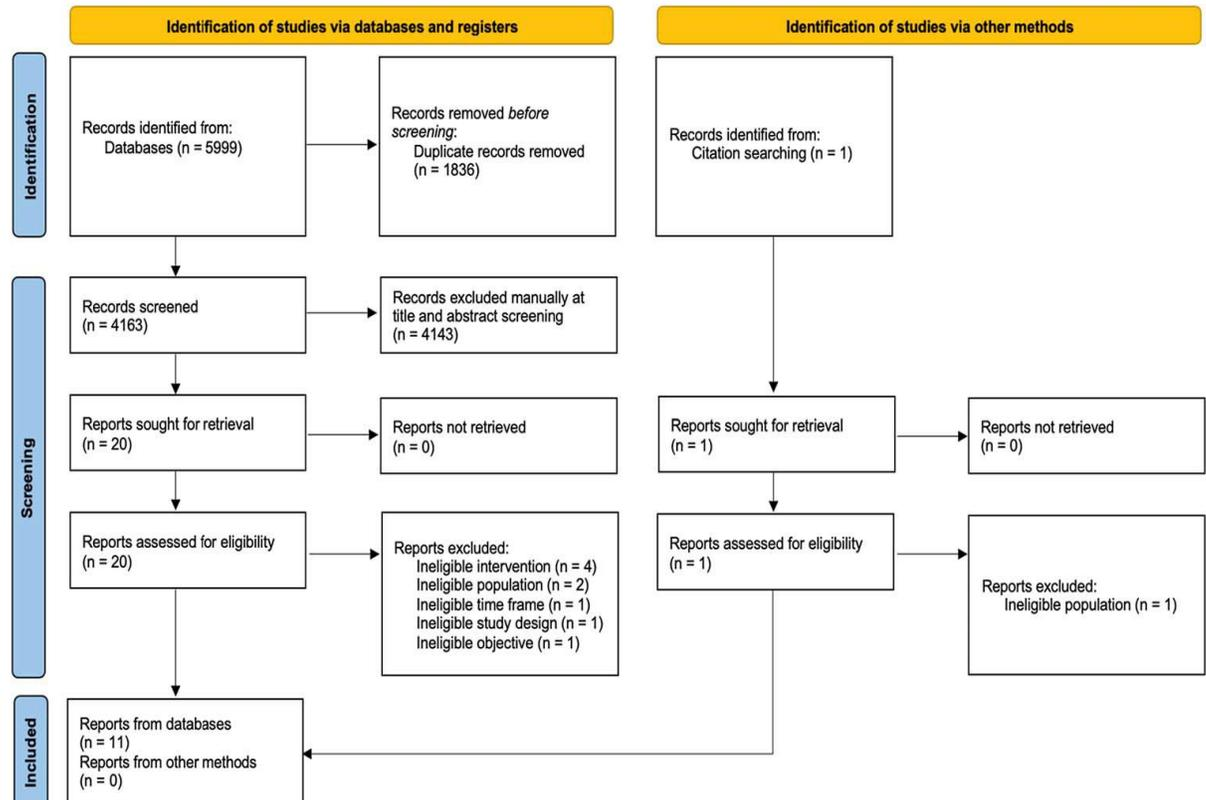 Identification of studies via databases and registers
Identification of studies via other methods
Identification
Records identified from:
Databases (n = 5999)
Records removed before
screening:
Duplicate records removed
(n = 1836)
Records identified from:
Citation searching (n = 1)
Screening
Records screened
(n = 4163)
Records excluded manually at
title and abstract screening
(n = 4143)
Reports sought for retrieval
(n = 20)
Reports not retrieved
(n = 0)
Reports sought for retrieval
(n = 1)
Reports not retrieved
(n = 0)
Reports assessed for eligibility
(n = 20)
Reports excluded:
Ineligible intervention (n = 4)
Ineligible population (n = 2)
Ineligible time frame (n = 1)
Ineligible study design (n = 1)
Ineligible objective (n = 1)
Reports assessed for eligibility
(n = 1)
Reports excluded:
Ineligible population (n = 1)
Included
Reports from databases
(n = 11)
Reports from other methods
(n = 0)